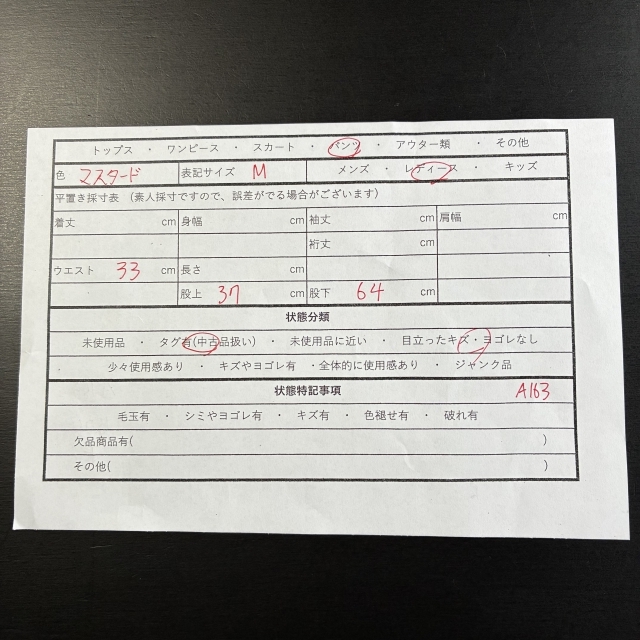 トップス ・ ワンピース ・ スカート ・ パンツ ・ アウター類 ・ その他
色 マスタード 表記サイズ M メンズ ・ レディース ・ キッズ
平置き採寸表 (素人採寸ですので、誤差がでる場合がございます)
着丈 cm 身幅 cm 袖丈 cm 肩幅 cm
裄丈 cm
ウエスト 33 cm 長さ cm
股上 37 cm 股下 64 cm
状態分類
未使用品 ・ タグ有(中古品扱い) ・ 未使用品に近い ・ 目立ったキズ・ヨゴレなし
少々使用感あり ・ キズやヨゴレ有 ・ 全体的に使用感あり ・ ジャンク品
状態特記事項 A163
毛玉有 ・ シミやヨゴレ有 ・ キズ有 ・ 色褪せ有 ・ 破れ有
欠品商品有( )
その他( )